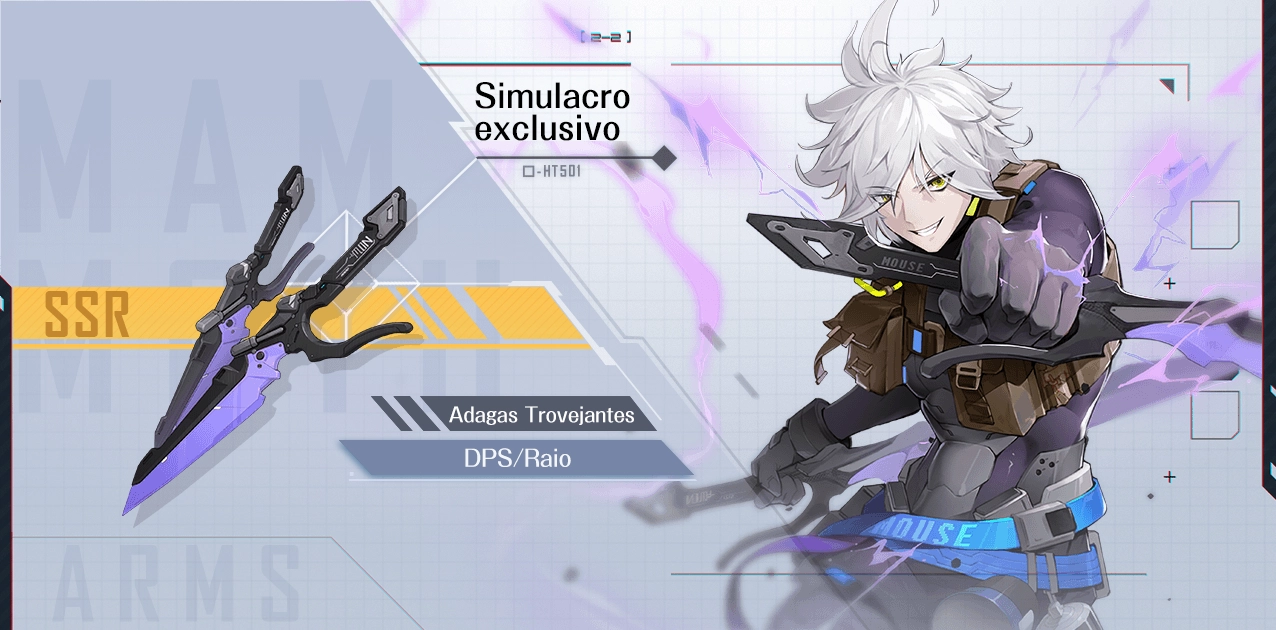 [2-2]
Simulacro
exclusivo
-HT501
SSR
Adagas Trovejantes
DPS/Raio
MOUSE
MOUSE
ARMS